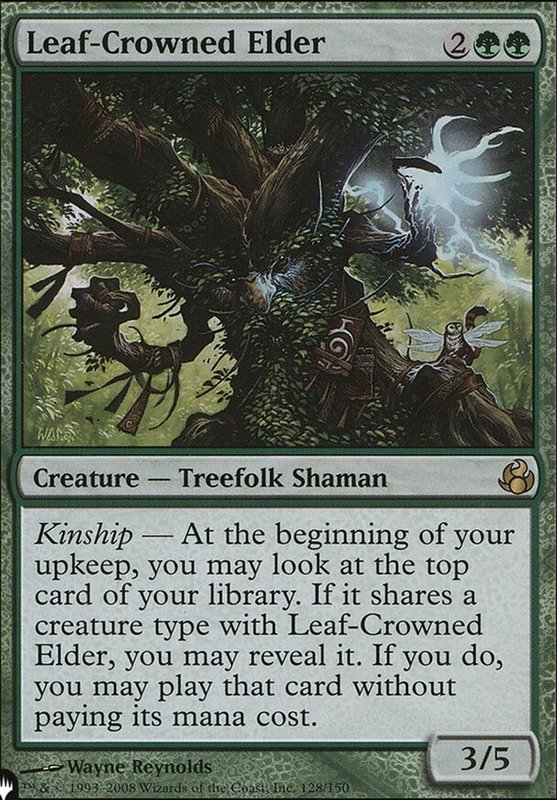 Leaf-Crowned Elder 2
WAR
Creature — Treefolk Shaman
Kinship — At the beginning of your
upkeep, you may look at the top
card of your library. If it shares a
creature type with Leaf-Crowned
Elder, you may reveal it. If you do,
you may play that card without
paying its mana cost.
3/5
Wayne Reynolds
™ & © 1993–2008 Wizards of the Coast, Inc. 128/150